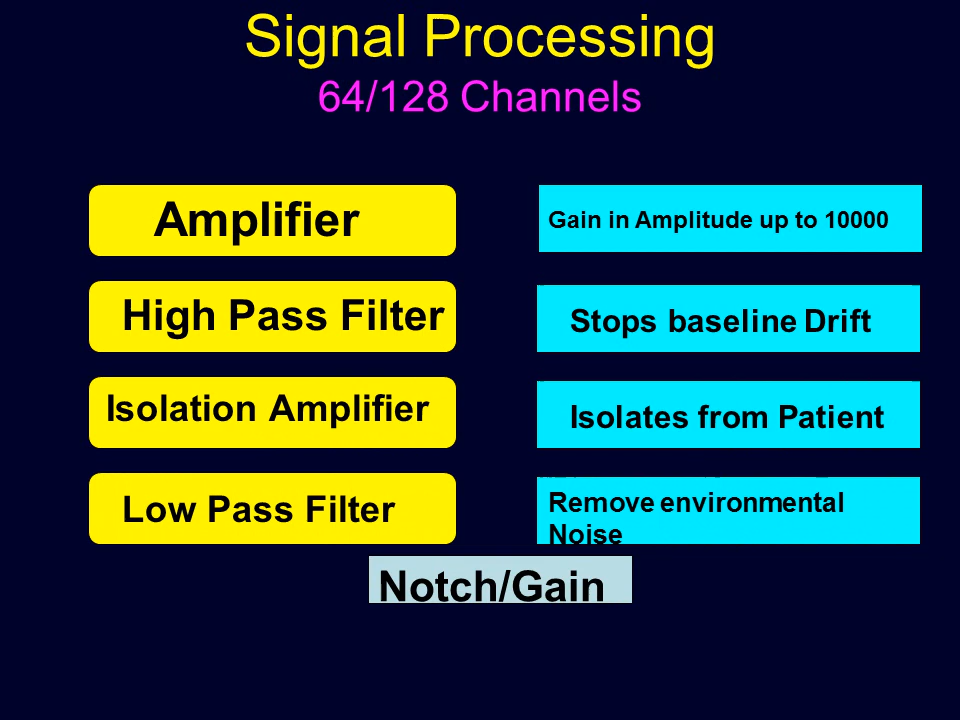 Signal Processing
64/128 Channels
Amplifier
Gain in Amplitude up to 10000
High Pass Filter
Stops baseline Drift
Isolation Amplifier
Isolates from Patient
Low Pass Filter
Remove environmental
Noise
Notch/Gain